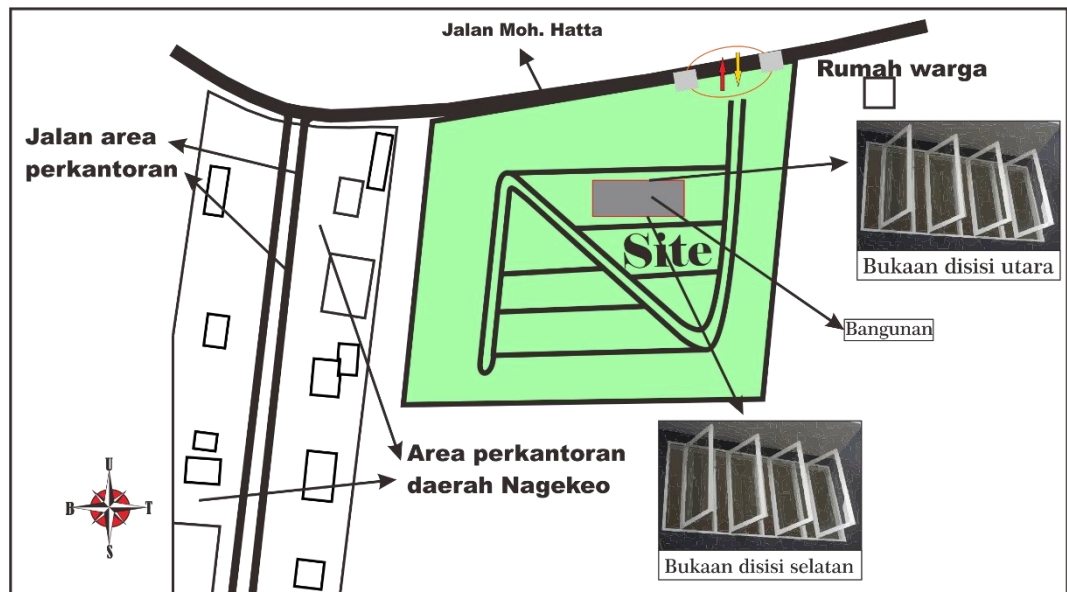 Jalan Moh. Hatta
Rumah warga
Jalan area
perkantoran
Bukaan disisi utara
Site
Bangunan
Area perkantoran
daerah Nagekeo
U
B
T
S
Bukaan disisi selatan